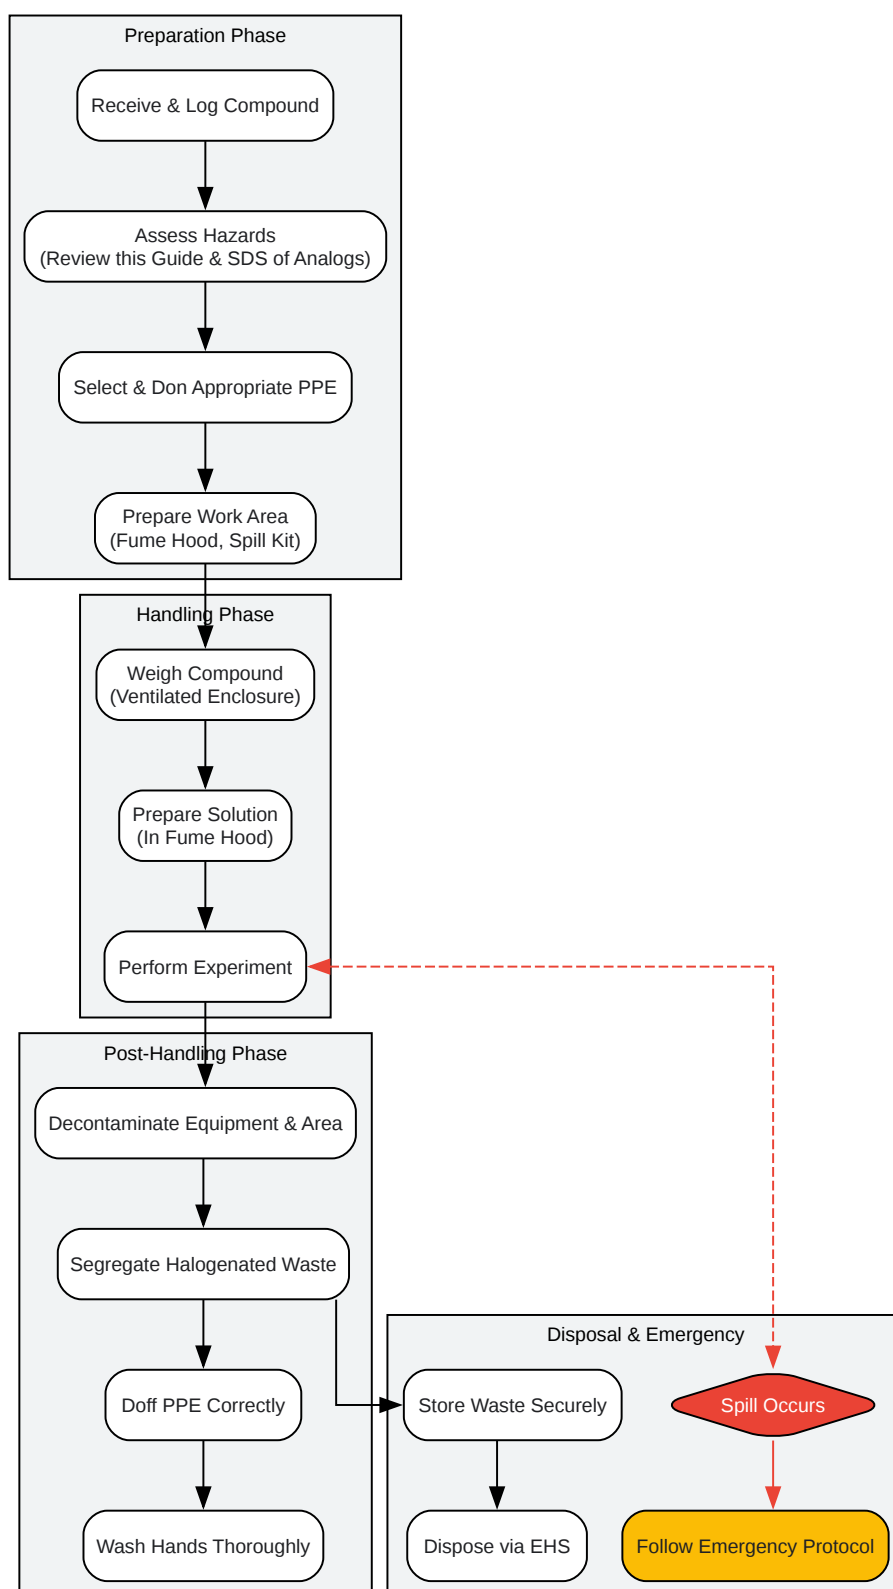 Preparation Phase
Receive & Log Compound
Assess Hazards
(Review this Guide & SDS of Analogs)
Select & Don Appropriate PPE
Prepare Work Area
(Fume Hood, Spill Kit)
Handling Phase
Weigh Compound
(Ventilated Enclosure)
Prepare Solution
(In Fume Hood)
Perform Experiment
Post-Handling Phase
Decontaminate Equipment & Area
Segregate Halogenated Waste
Doff PPE Correctly
Wash Hands Thoroughly
Disposal & Emergency
Store Waste Securely
Spill Occurs
Dispose via EHS
Follow Emergency Protocol